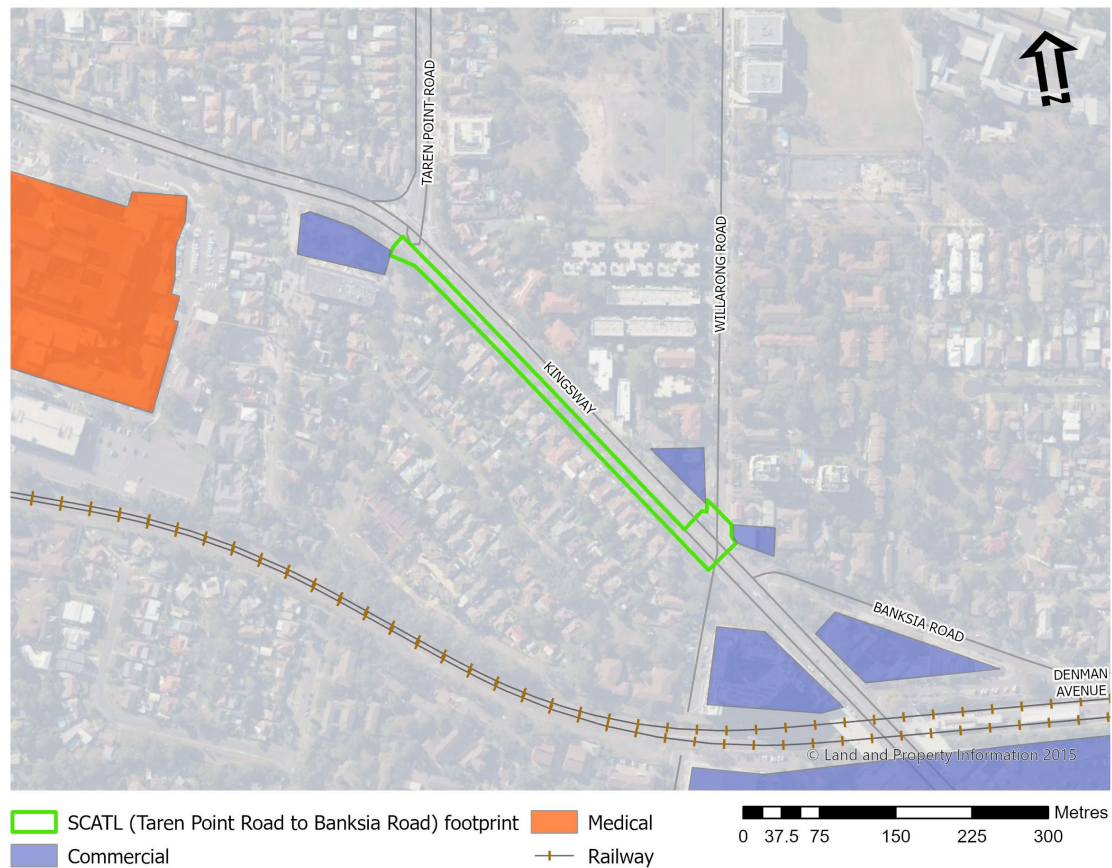 TAREN POINT ROAD
WILLARONG ROAD
KINGSWAY
BANKSIA ROAD
DENMAN
AVENUE
© Land and Property Information 2015
N
SCATL (Taren Point Road to Banksia Road) footprint
Medical
Commercial
Railway
Metres
0 37.5 75 150 225 300